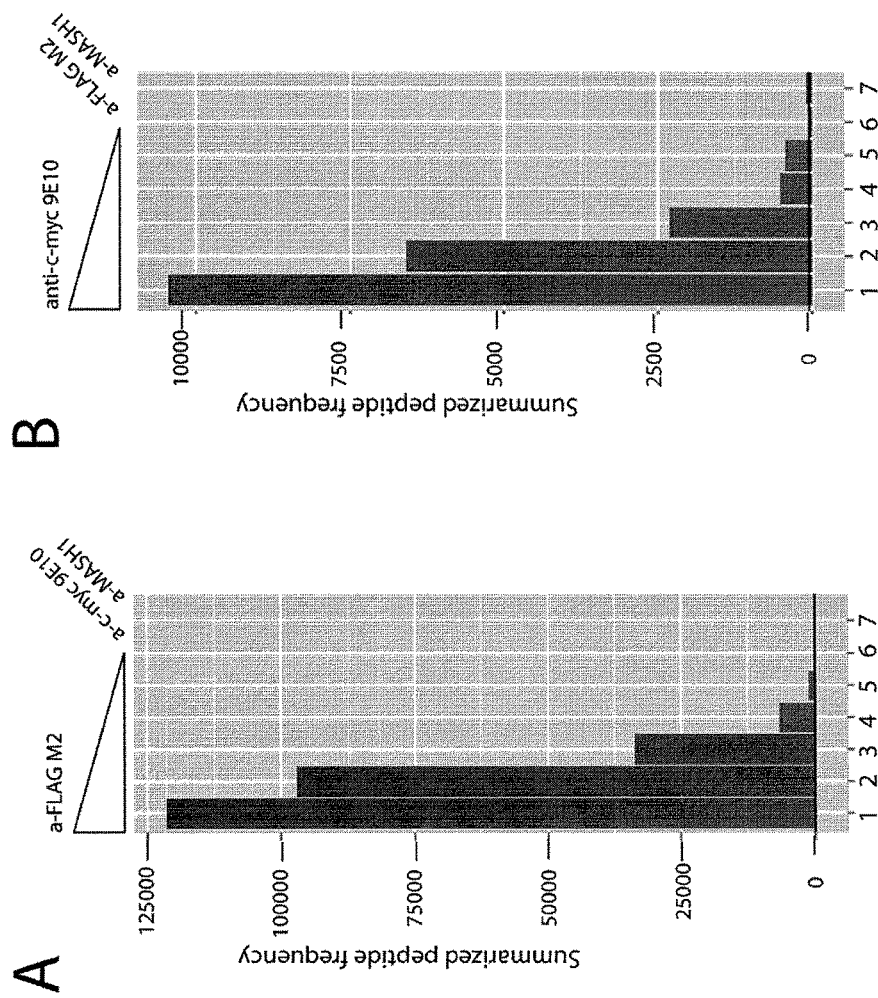 A
a-FLAG M2
a-c-myc 9E10
a-MASH1
Summarized peptide frequency
125000
100000
75000
50000
25000
0
1 2 3 4 5 6 7
B
anti-c-myc 9E10
a-FLAG M2
a-MASH1
Summarized peptide frequency
10000
7500
5000
2500
0
1 2 3 4 5 6 7